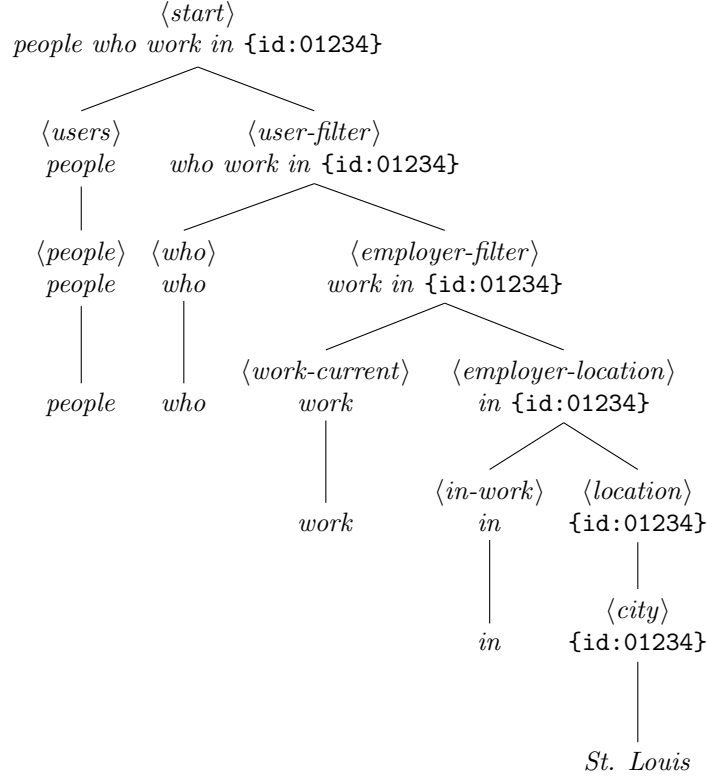 ⟨start⟩
people who work in {id:01234}
⟨users⟩ ⟨user-filter⟩
people who work in {id:01234}
⟨people⟩ ⟨who⟩ ⟨employer-filter⟩
people who work in {id:01234}
⟨work-current⟩ ⟨employer-location⟩
people who work in {id:01234}
⟨in-work⟩ ⟨location⟩
work in {id:01234}
⟨city⟩
in {id:01234}
St. Louis